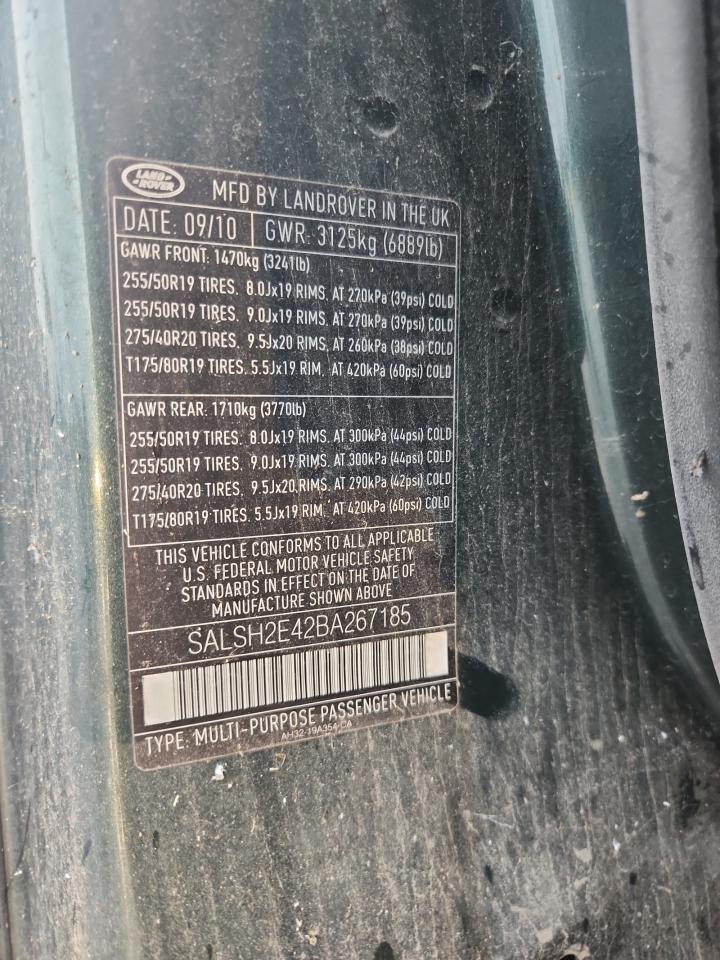 LAND ROVER
MFD BY LANDROVER IN THE UK
DATE: 09/10 GWR: 3125kg (6889lb)
GAWR FRONT: 1470kg (3241lb)
255/50R19 TIRES. 8.0Jx19 RIMS. AT 270kPa (39psi) COLD
255/50R19 TIRES. 9.0Jx19 RIMS. AT 270kPa (39psi) COLD
275/40R20 TIRES. 9.5Jx20 RIMS. AT 260kPa (38psi) COLD
T175/80R19 TIRES. 5.5Jx19 RIM. AT 420kPa (60psi) COLD
GAWR REAR: 1710kg (3770lb)
255/50R19 TIRES. 8.0Jx19 RIMS. AT 300kPa (44psi) COLD
255/50R19 TIRES. 9.0Jx19 RIMS. AT 300kPa (44psi) COLD
275/40R20 TIRES. 9.5Jx20 RIMS. AT 290kPa (42psi) COLD
T175/80R19 TIRES. 5.5Jx19 RIM. AT 420kPa (60psi) COLD
THIS VEHICLE CONFORMS TO ALL APPLICABLE
U.S. FEDERAL MOTOR VEHICLE SAFETY
STANDARDS IN EFFECT ON THE DATE OF
MANUFACTURE SHOWN ABOVE
SALSH2E42BA267185
TYPE: MULTI-PURPOSE PASSENGER VEHICLE
AH32-19A354-CA